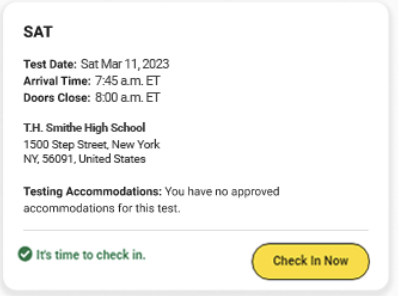 SAT
Test Date: Sat Mar 11, 2023
Arrival Time: 7:45 a.m. ET
Doors Close: 8:00 a.m. ET
T.H. Smithe High School
1500 Step Street, New York
NY, 56091, United States
Testing Accommodations: You have no approved
accommodations for this test.
It's time to check in.
Check In Now